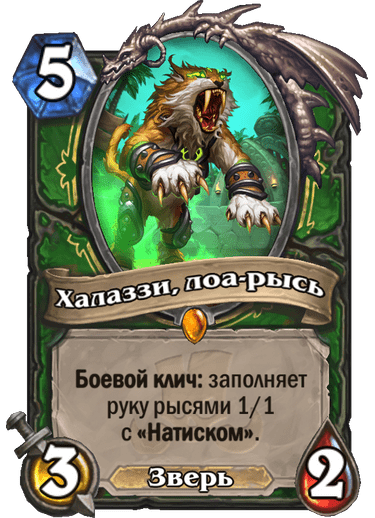 5
Халаззи, лоа-рысь
Боевой клич: заполняет
руку рысями 1/1
с «Натиском».
3
Зверь
2